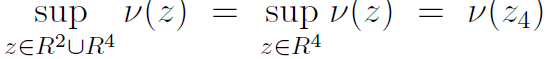 sup ν(z) = sup ν(z) = ν(z₄)
z∈R²∪R⁴ z∈R⁴